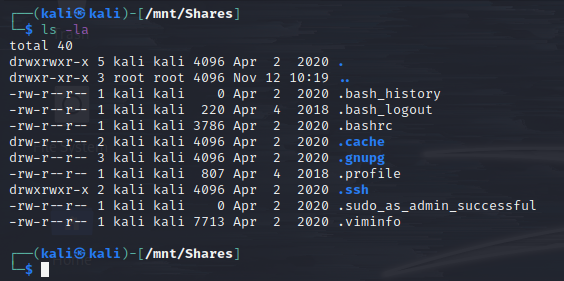 ┌──(kali㉿kali)-[/mnt/Shares]
└─$ ls -la
total 40
drwxrwxr-x 5 kali kali 4096 Apr  2  2020 .
drwxr-xr-x 3 root root 4096 Nov 12 10:19 ..
-rw-r--r-- 1 kali kali    0 Apr  2  2020 .bash_history
-rw-r--r-- 1 kali kali  220 Apr  4  2018 .bash_logout
-rw-r--r-- 1 kali kali 3786 Apr  2  2020 .bashrc
drw-r--r-- 2 kali kali 4096 Apr  2  2020 .cache
drw-r--r-- 3 kali kali 4096 Apr  2  2020 .gnupg
-rw-r--r-- 1 kali kali  807 Apr  4  2018 .profile
drwxrwxr-x 2 kali kali 4096 Apr  2  2020 .ssh
-rw-r--r-- 1 kali kali    0 Apr  2  2020 .sudo_as_admin_successful
-rw-r--r-- 1 kali kali 7713 Apr  2  2020 .viminfo
┌──(kali㉿kali)-[/mnt/Shares]
└─$